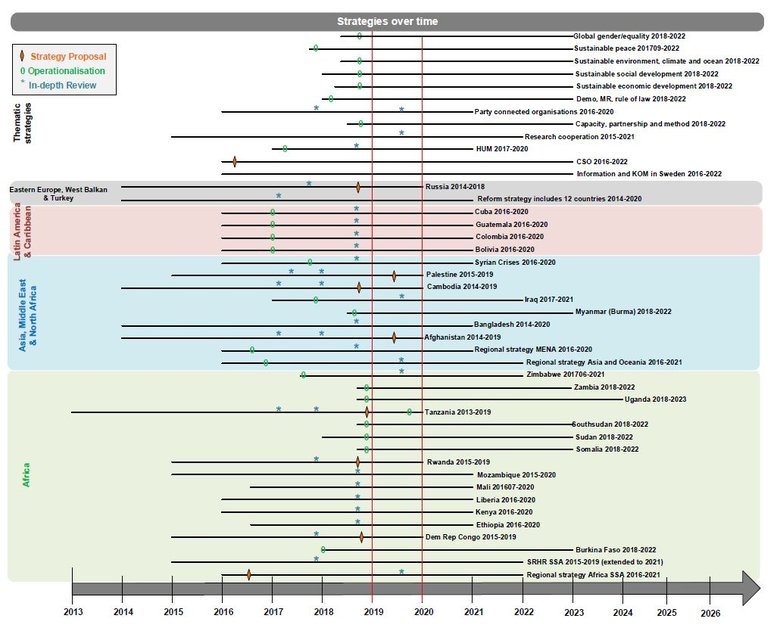 Strategies over time
Strategy Proposal
Operationalisation
In-depth Review
Thematic
strategies
Global gender/equality 2018-2022
Sustainable peace 201709-2022
Sustainable environment, climate and ocean 2018-2022
Sustainable social development 2018-2022
Sustainable economic development 2018-2022
Demo, MR, rule of law 2018-2022
Party connected organisations 2016-2020
Capacity, partnership and method 2018-2022
Research cooperation 2015-2021
HUM 2017-2020
CSO 2016-2022
Information and KOM in Sweden 2016-2022
Eastern Europe, West Balkan
& Turkey
Russia 2014-2018
Reform strategy includes 12 countries 2014-2020
Latin America
& Caribbean
Cuba 2016-2020
Guatemala 2016-2020
Colombia 2016-2020
Bolivia 2016-2020
Asia, Middle East
& North Africa
Syrian Crises 2016-2020
Palestine 2015-2019
Cambodia 2014-2019
Iraq 2017-2021
Myanmar (Burma) 2018-2022
Bangladesh 2014-2020
Afghanistan 2014-2019
Regional strategy MENA 2016-2020
Regional strategy Asia and Oceania 2016-2021
Africa
Zimbabwe 201706-2021
Zambia 2018-2022
Uganda 2018-2023
Tanzania 2013-2019
Southsudan 2018-2022
Sudan 2018-2022
Somalia 2018-2022
Rwanda 2015-2019
Mozambique 2015-2020
Mali 201607-2020
Liberia 2016-2020
Kenya 2016-2020
Ethiopia 2016-2020
Dem Rep Congo 2015-2019
Burkina Faso 2018-2022
SRHR SSA 2015-2019 (extended to 2021)
Regional strategy Africa SSA 2016-2021
2013 2014 2015 2016 2017 2018 2019 2020 2021 2022 2023 2024 2025 2026